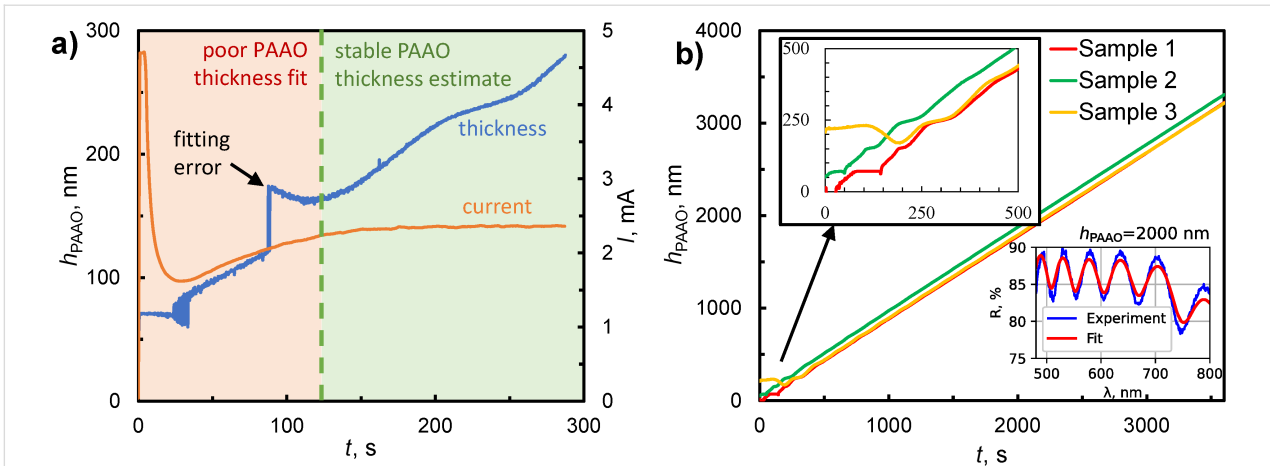 a)
300
200
100
0
h_PAAO, nm
poor PAAO
thickness fit
stable PAAO
thickness estimate
fitting
error
thickness
current
5
4
3
2
1
0
I, mA
0
100
200
300
t, s
b)
4000
3000
2000
1000
0
h_PAAO, nm
500
250
0
0
250
500
Sample 1
Sample 2
Sample 3
h_PAAO=2000 nm
90
85
80
75
R, %
Experiment
Fit
500
600
700
800
λ, nm
0
1000
2000
3000
t, s